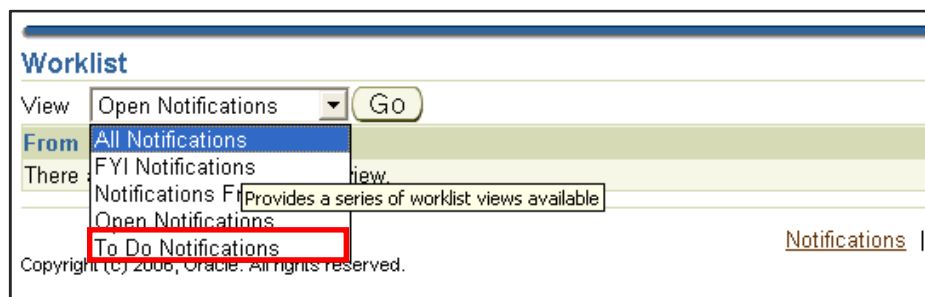 Worklist
View Open Notifications Go
From All Notifications
There FYI Notifications view.
Notifications Fr Provides a series of worklist views available
Open Notifications
To Do Notifications
Notifications |
Copyright (c) 2006, Oracle. All rights reserved.